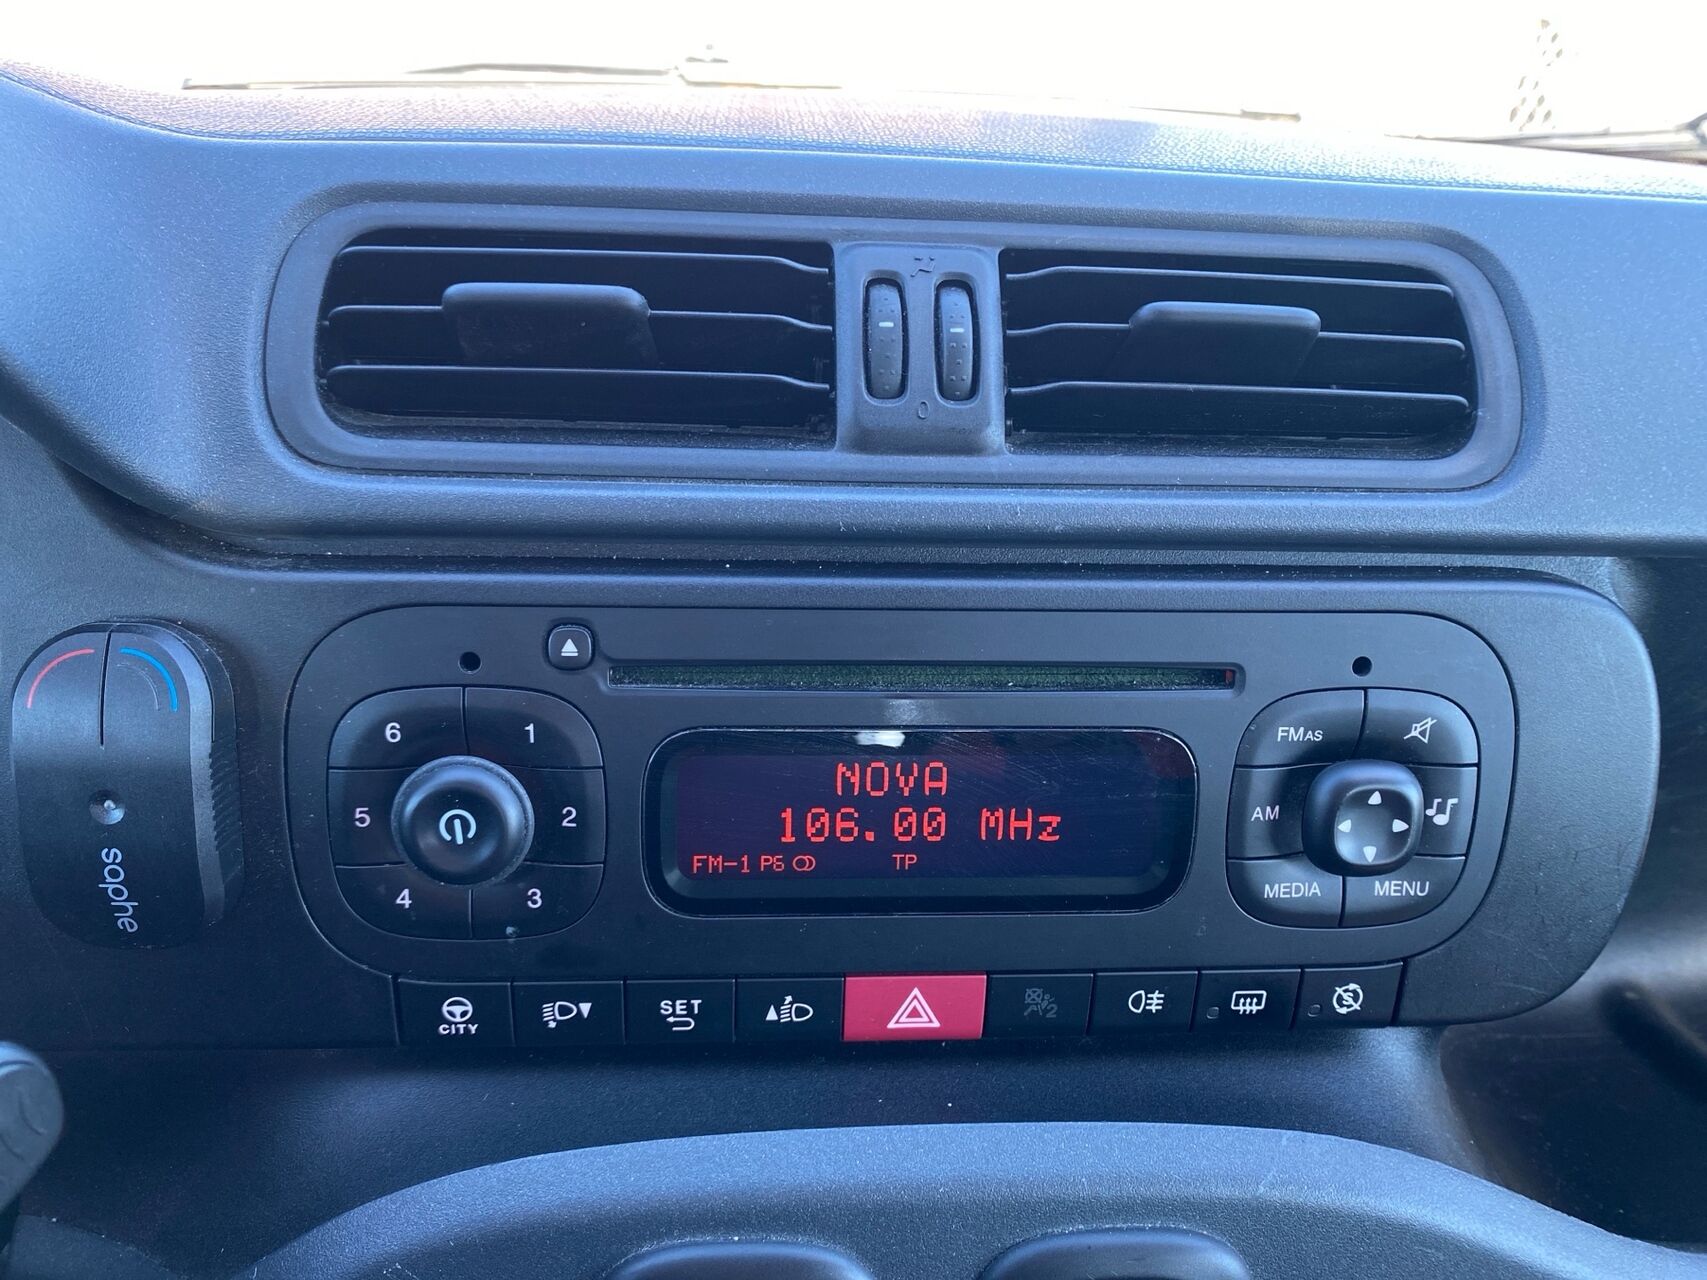 0
6
1
5
2
4
3
saphe
NOVA
106.00 MHz
FM-1 P6 TP
FMAS
AM
MEDIA
MENU
CITY
SET